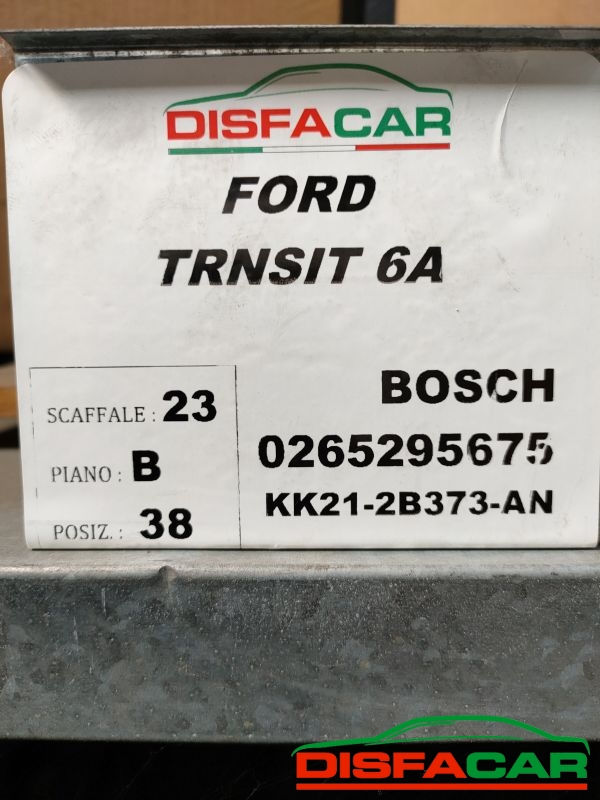 DISFACAR
FORD
TRNSIT 6A
SCAFFALE : 23
PIANO : B
POSIZ. : 38
BOSCH
0265295675
KK21-2B373-AN
DISFACAR